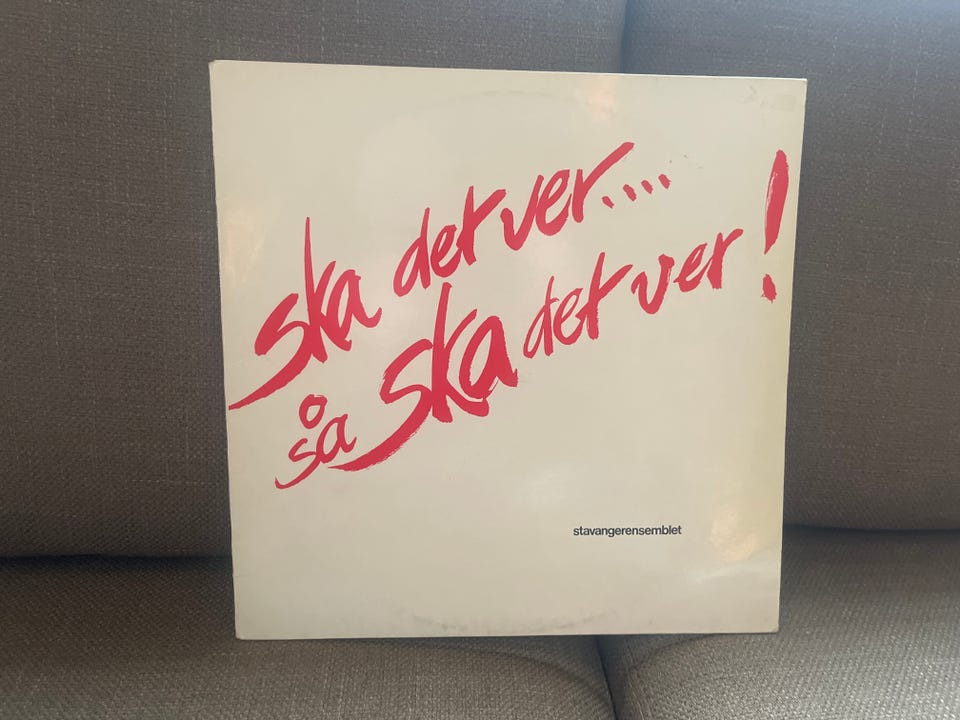 ska det ver....
så ska det ver!
stavangerensemblet